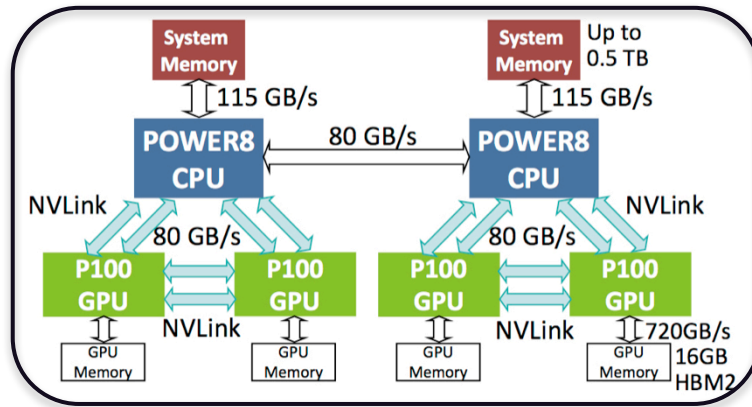 System
Memory
System
Memory
Up to
0.5 TB
115 GB/s
115 GB/s
POWER8
CPU
80 GB/s
POWER8
CPU
NVLink
NVLink
80 GB/s
80 GB/s
P100
GPU
P100
GPU
P100
GPU
P100
GPU
NVLink
NVLink
GPU
Memory
GPU
Memory
GPU
Memory
GPU
Memory
720GB/s
16GB
HBM2